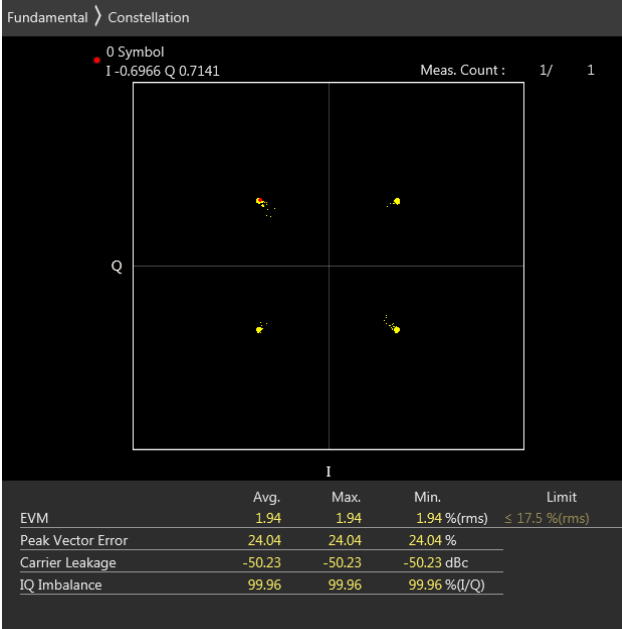 Fundamental 〉 Constellation
0 Symbol
I -0.6966 Q 0.7141
Meas. Count : 1/ 1
Q
I
Avg. Max. Min. Limit
EVM 1.94 1.94 1.94 %(rms) ≤ 17.5 %(rms)
Peak Vector Error 24.04 24.04 24.04 %
Carrier Leakage -50.23 -50.23 -50.23 dBc
IQ Imbalance 99.96 99.96 99.96 %(I/Q)